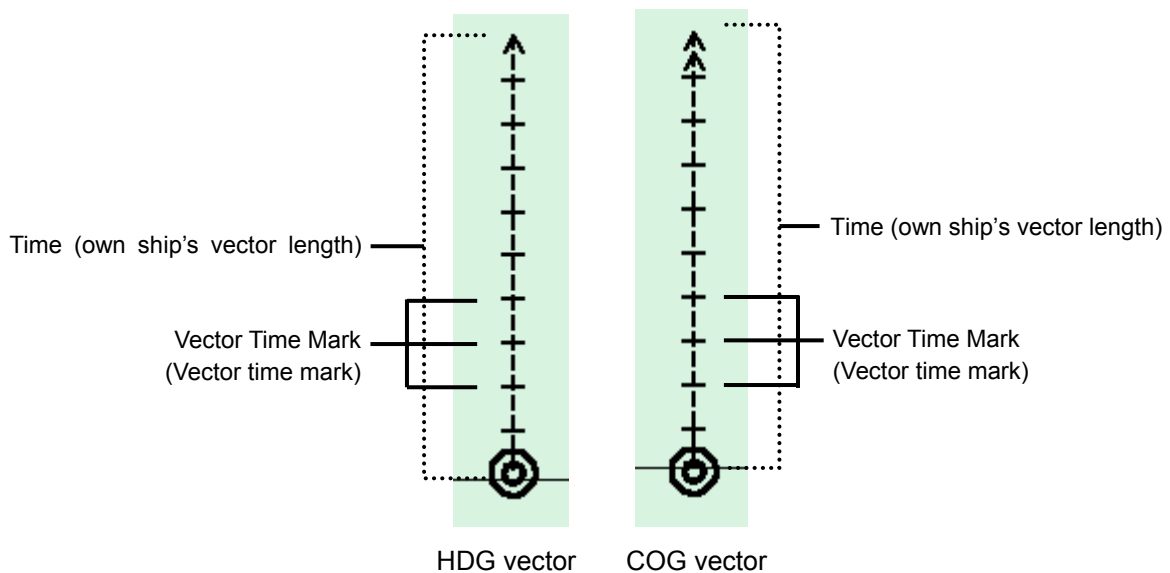 Time (own ship's vector length)
Vector Time Mark
(Vector time mark)
Time (own ship's vector length)
Vector Time Mark
(Vector time mark)
HDG vector
COG vector